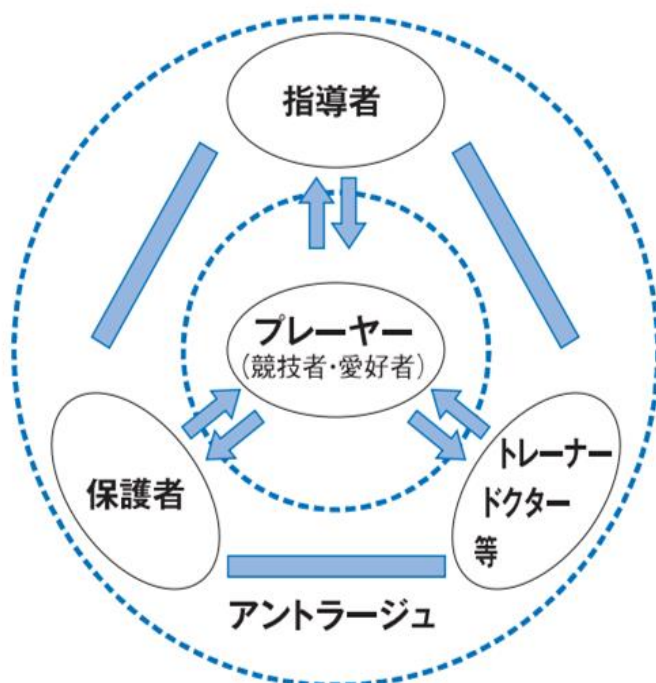 指導者
プレーヤー
(競技者・愛好者)
保護者
トレーナー
ドクター
等
アントラージュ